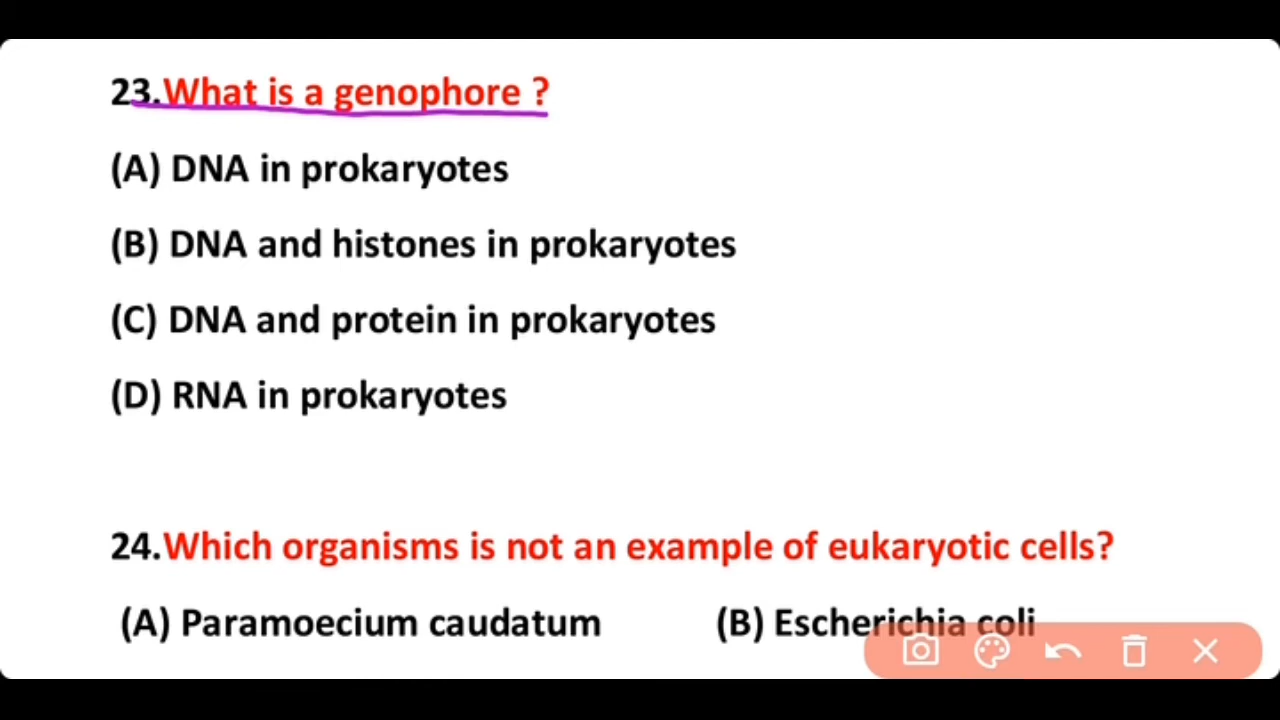 23.What is a genophore ?
(A) DNA in prokaryotes
(B) DNA and histones in prokaryotes
(C) DNA and protein in prokaryotes
(D) RNA in prokaryotes
24.Which organisms is not an example of eukaryotic cells?
(A) Paramoecium caudatum (B) Escherichia coli